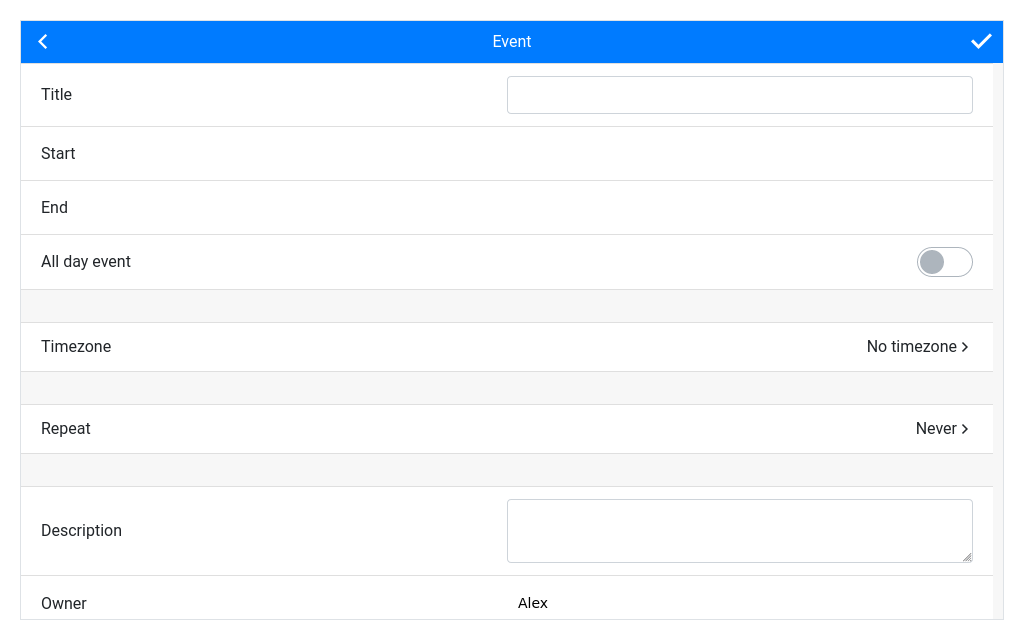 Event
Title
Start
End
All day event
Timezone No timezone
Repeat Never
Description
Owner Alex